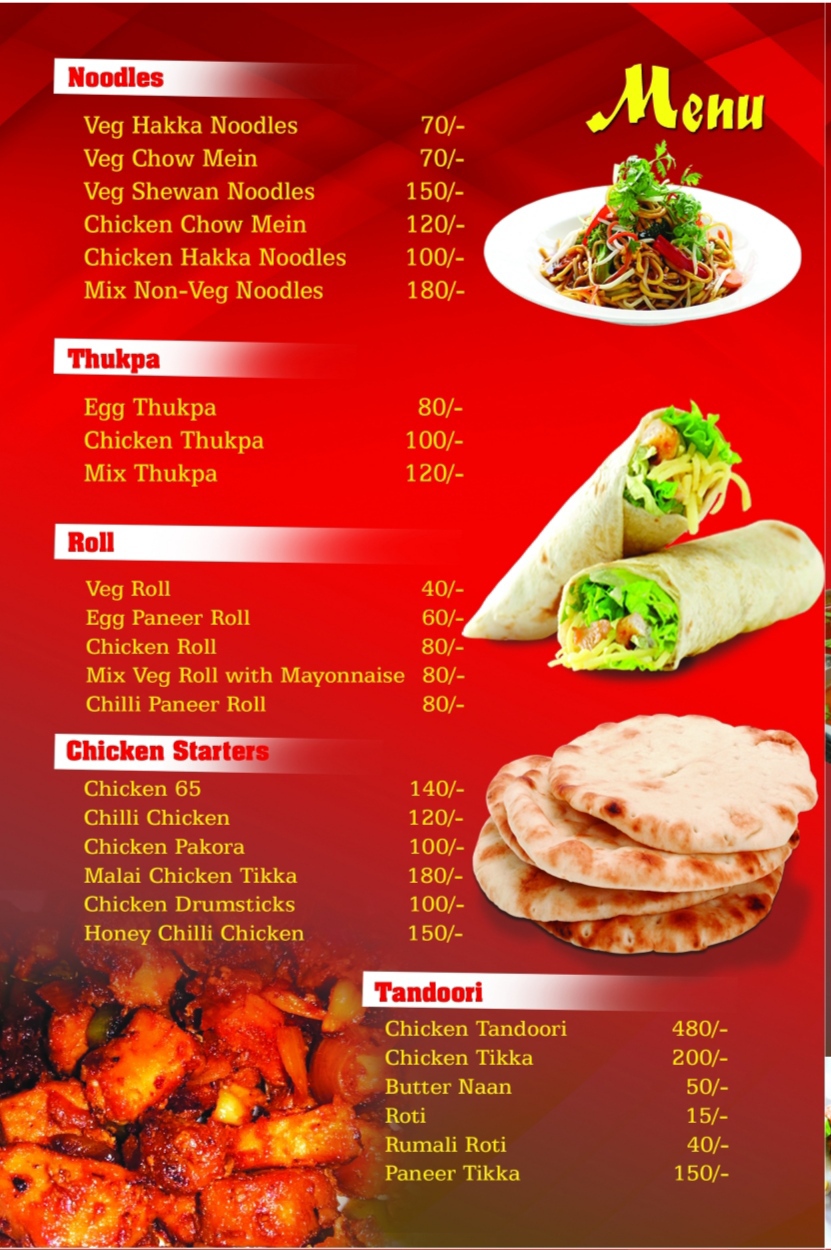 Menu
Noodles
Veg Hakka Noodles 70/-
Veg Chow Mein 70/-
Veg Shewan Noodles 150/-
Chicken Chow Mein 120/-
Chicken Hakka Noodles 100/-
Mix Non-Veg Noodles 180/-
Thukpa
Egg Thukpa 80/-
Chicken Thukpa 100/-
Mix Thukpa 120/-
Roll
Veg Roll 40/-
Egg Paneer Roll 60/-
Chicken Roll 80/-
Mix Veg Roll with Mayonnaise 80/-
Chilli Paneer Roll 80/-
Chicken Starters
Chicken 65 140/-
Chilli Chicken 120/-
Chicken Pakora 100/-
Malai Chicken Tikka 180/-
Chicken Drumsticks 100/-
Honey Chilli Chicken 150/-
Tandoori
Chicken Tandoori 480/-
Chicken Tikka 200/-
Butter Naan 50/-
Roti 15/-
Rumali Roti 40/-
Paneer Tikka 150/-